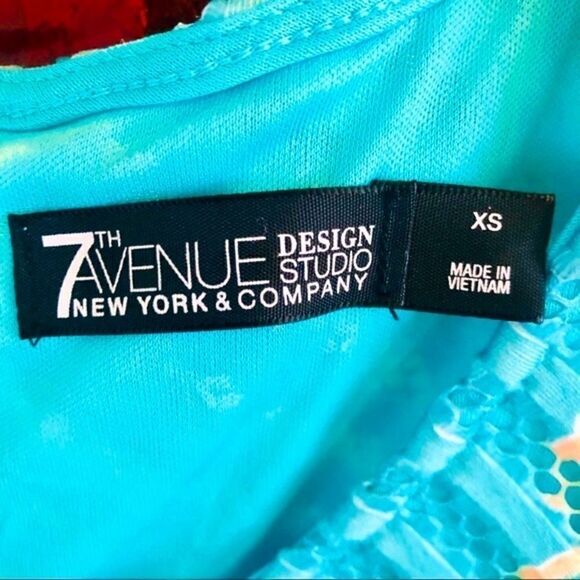 7TH AVENUE DESIGN STUDIO
NEW YORK & COMPANY
XS
MADE IN
VIETNAM